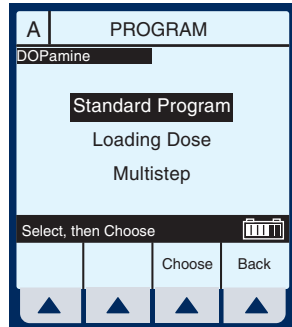 A PROGRAM
DOPamine
Standard Program
Loading Dose
Multistep
Select, then Choose
Choose Back